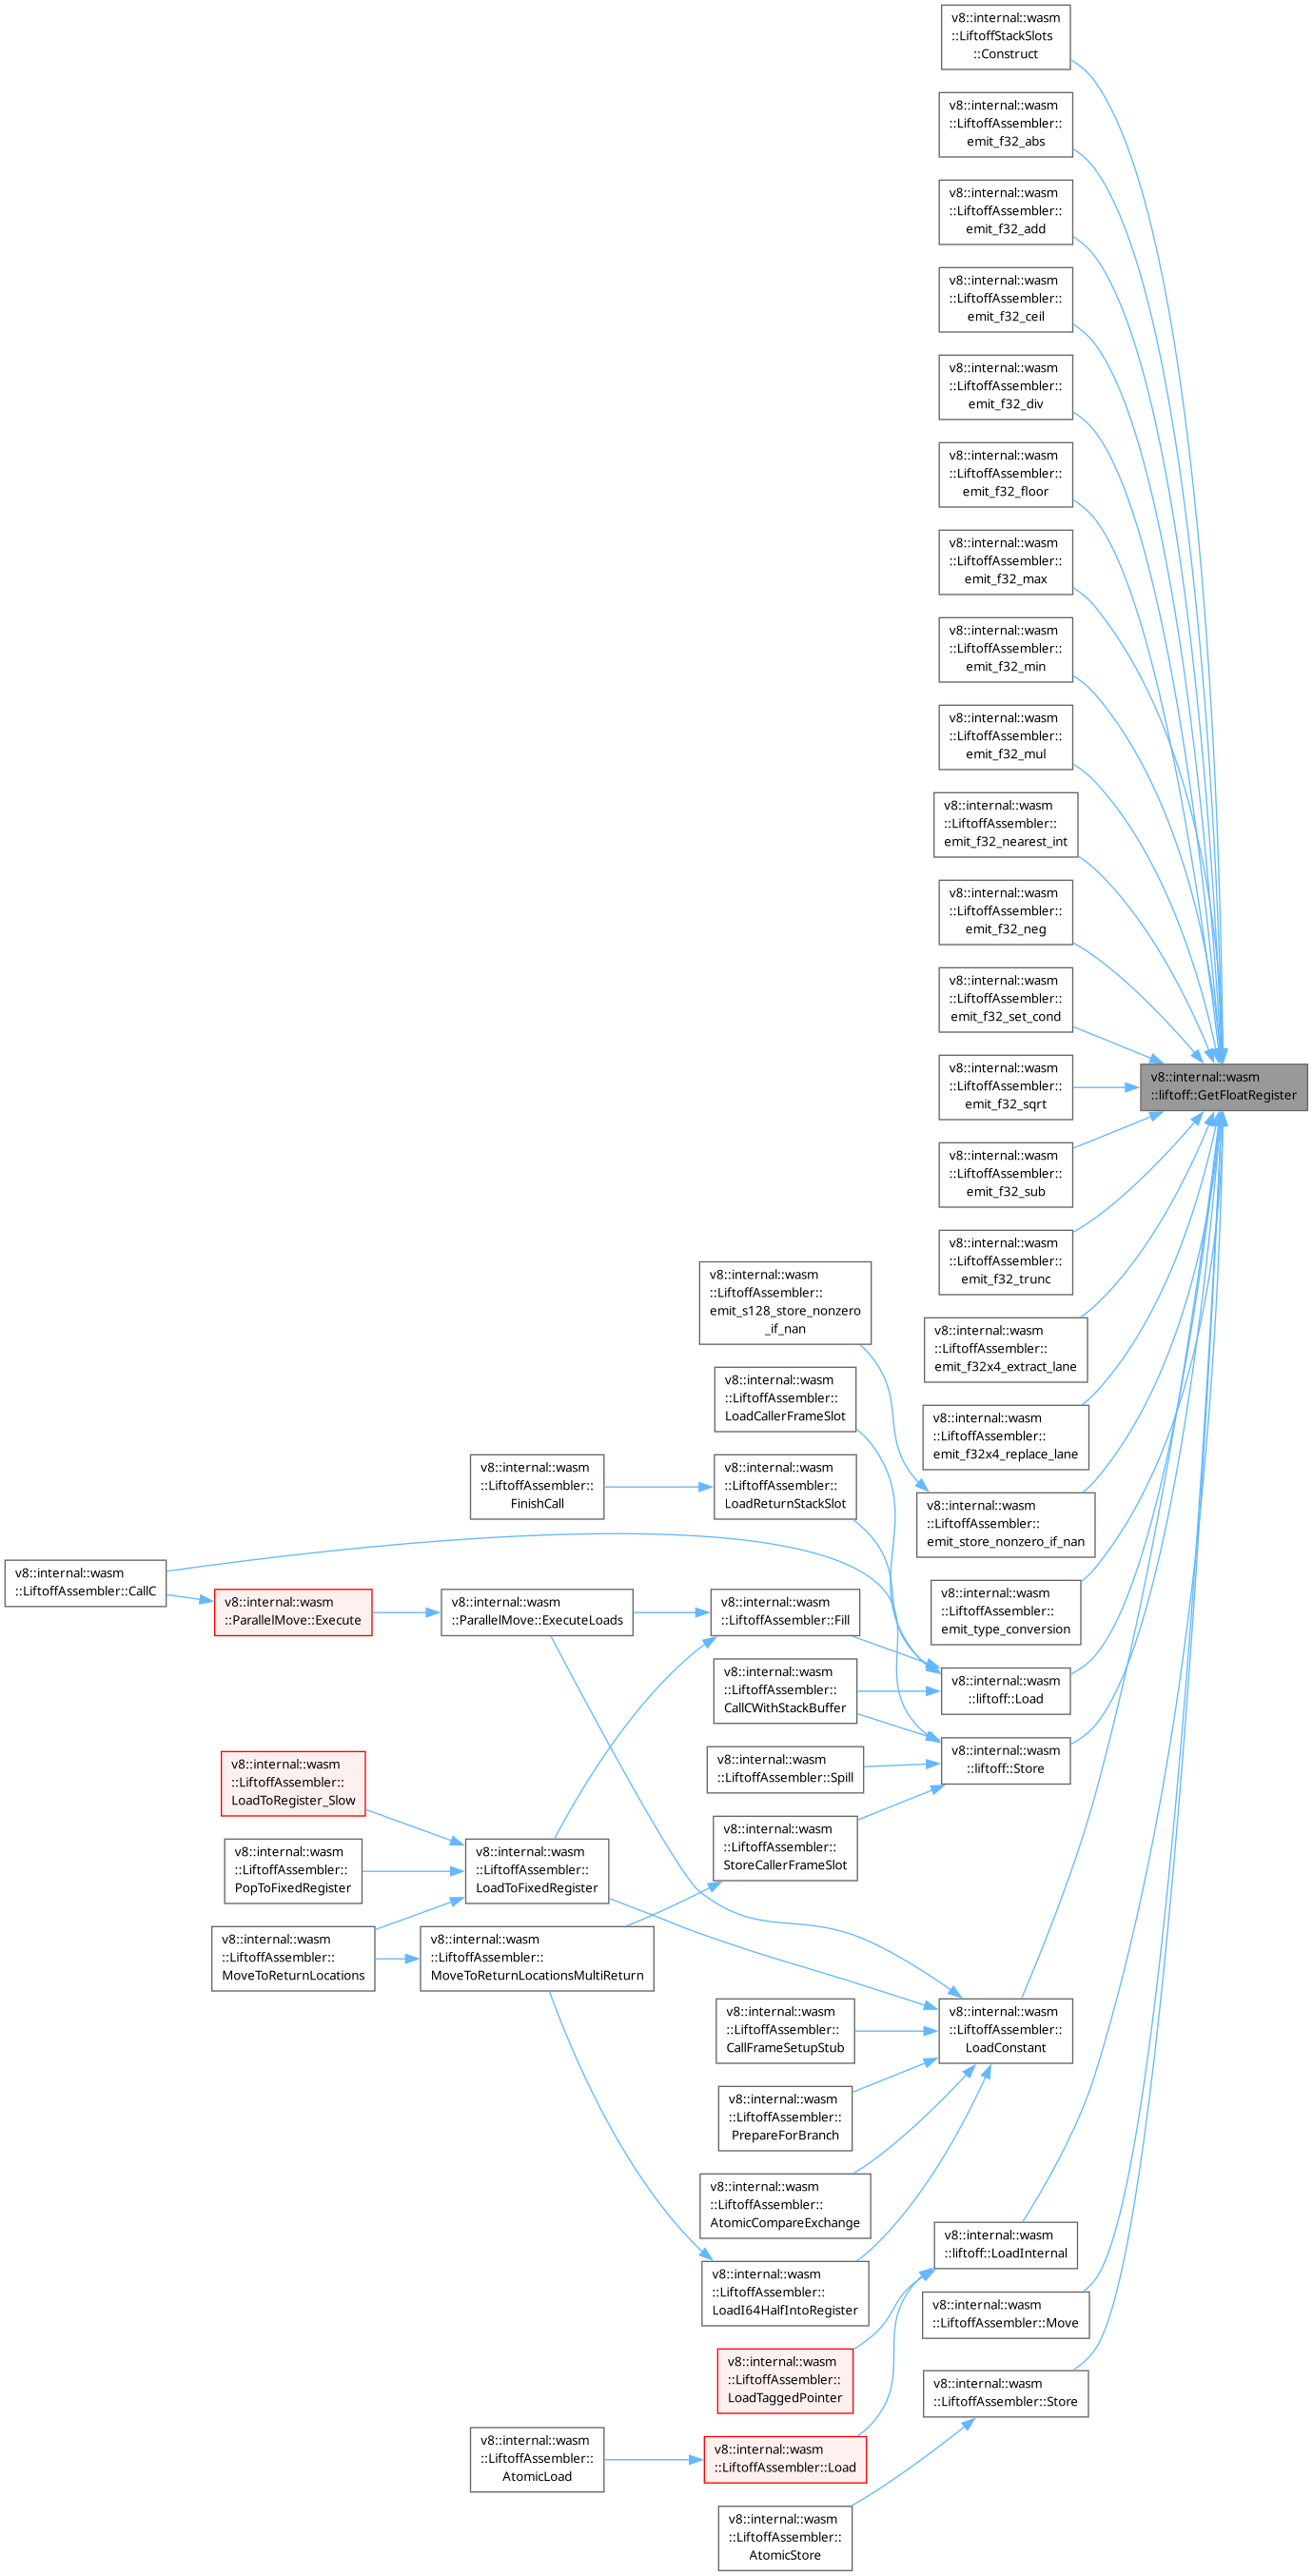 v8::internal::wasm
::LiftoffStackSlots
::Construct
v8::internal::wasm
::LiftoffAssembler::
emit_f32_abs
v8::internal::wasm
::LiftoffAssembler::
emit_f32_add
v8::internal::wasm
::LiftoffAssembler::
emit_f32_ceil
v8::internal::wasm
::LiftoffAssembler::
emit_f32_div
v8::internal::wasm
::LiftoffAssembler::
emit_f32_floor
v8::internal::wasm
::LiftoffAssembler::
emit_f32_max
v8::internal::wasm
::LiftoffAssembler::
emit_f32_min
v8::internal::wasm
::LiftoffAssembler::
emit_f32_mul
v8::internal::wasm
::LiftoffAssembler::
emit_f32_nearest_int
v8::internal::wasm
::LiftoffAssembler::
emit_f32_neg
v8::internal::wasm
::LiftoffAssembler::
emit_f32_set_cond
v8::internal::wasm
::LiftoffAssembler::
emit_f32_sqrt
v8::internal::wasm
::liftoff::GetFloatRegister
v8::internal::wasm
::LiftoffAssembler::
emit_f32_sub
v8::internal::wasm
::LiftoffAssembler::
emit_f32_trunc
v8::internal::wasm
::LiftoffAssembler::
emit_s128_store_nonzero
_if_nan
v8::internal::wasm
::LiftoffAssembler::
emit_f32x4_extract_lane
v8::internal::wasm
::LiftoffAssembler::
LoadCallerFrameSlot
v8::internal::wasm
::LiftoffAssembler::
emit_f32x4_replace_lane
v8::internal::wasm
::LiftoffAssembler::
FinishCall
v8::internal::wasm
::LiftoffAssembler::
LoadReturnStackSlot
v8::internal::wasm
::LiftoffAssembler::
emit_store_nonzero_if_nan
v8::internal::wasm
::LiftoffAssembler::CallC
v8::internal::wasm
::ParallelMove::Execute
v8::internal::wasm
::ParallelMove::ExecuteLoads
v8::internal::wasm
::LiftoffAssembler::Fill
v8::internal::wasm
::LiftoffAssembler::
emit_type_conversion
v8::internal::wasm
::LiftoffAssembler::
CallCWithStackBuffer
v8::internal::wasm
::liftoff::Load
v8::internal::wasm
::LiftoffAssembler::Spill
v8::internal::wasm
::liftoff::Store
v8::internal::wasm
::LiftoffAssembler::
LoadToRegister_Slow
v8::internal::wasm
::LiftoffAssembler::
StoreCallerFrameSlot
v8::internal::wasm
::LiftoffAssembler::
PopToFixedRegister
v8::internal::wasm
::LiftoffAssembler::
LoadToFixedRegister
v8::internal::wasm
::LiftoffAssembler::
MoveToReturnLocations
v8::internal::wasm
::LiftoffAssembler::
MoveToReturnLocationsMultiReturn
v8::internal::wasm
::LiftoffAssembler::
CallFrameSetupStub
v8::internal::wasm
::LiftoffAssembler::
LoadConstant
v8::internal::wasm
::LiftoffAssembler::
PrepareForBranch
v8::internal::wasm
::LiftoffAssembler::
AtomicCompareExchange
v8::internal::wasm
::liftoff::LoadInternal
v8::internal::wasm
::LiftoffAssembler::
LoadI64HalfIntoRegister
v8::internal::wasm
::LiftoffAssembler::Move
v8::internal::wasm
::LiftoffAssembler::
LoadTaggedPointer
v8::internal::wasm
::LiftoffAssembler::Store
v8::internal::wasm
::LiftoffAssembler::
AtomicLoad
v8::internal::wasm
::LiftoffAssembler::Load
v8::internal::wasm
::LiftoffAssembler::
AtomicStore